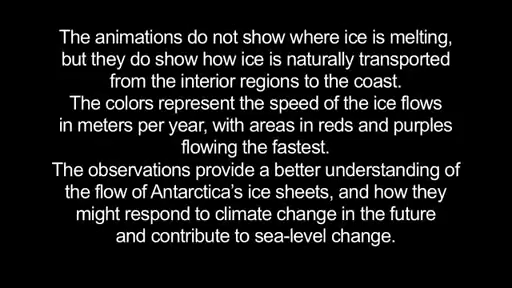 The animations do not show where ice is melting,
but they do show how ice is naturally transported
from the interior regions to the coast.
The colors represent the speed of the ice flows
in meters per year, with areas in reds and purples
flowing the fastest.
The observations provide a better understanding of
the flow of Antarctica's ice sheets, and how they
might respond to climate change in the future
and contribute to sea-level change.